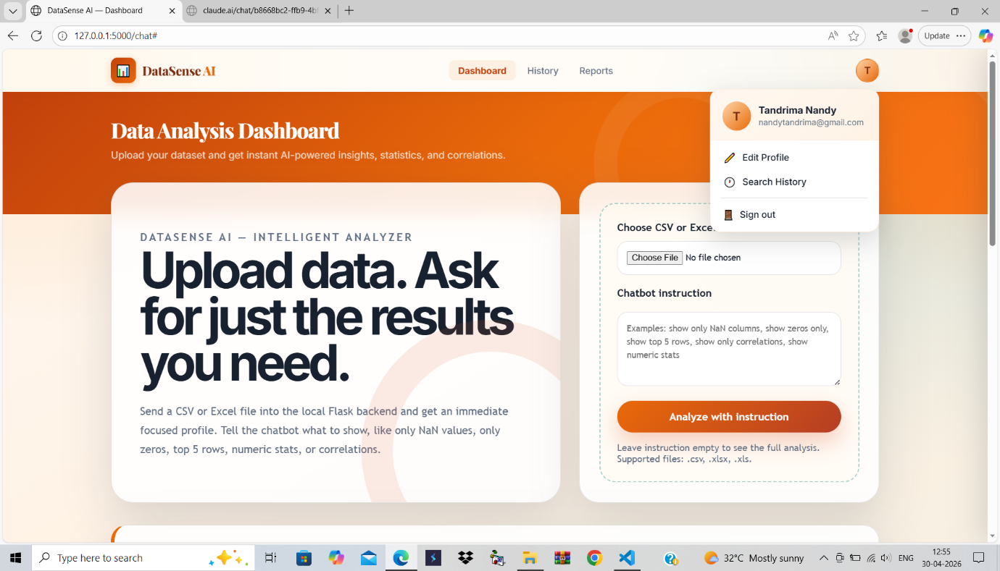 DataSense AI — Dashboard
claude.ai/chat/b8668bc2-ffb9-4bf
127.0.0.1:5000/chat#
Update
DataSense AI
Dashboard
History
Reports
T
T
Tandrima Nandy
nandytandrima@gmail.com
Edit Profile
Search History
Sign out
Data Analysis Dashboard
Upload your dataset and get instant AI-powered insights, statistics, and correlations.
DATASENSE AI — INTELLIGENT ANALYZER
Upload data. Ask
for just the results
you need.
Send a CSV or Excel file into the local Flask backend and get an immediate
focused profile. Tell the chatbot what to show, like only NaN values, only
zeros, top 5 rows, numeric stats, or correlations.
Choose CSV or Exce
Choose File No file chosen
Chatbot instruction
Examples: show only NaN columns, show zeros only,
show top 5 rows, show only correlations, show
numeric stats
Analyze with instruction
Leave instruction empty to see the full analysis.
Supported files: .csv, .xlsx, .xls.
Type here to search
32°C Mostly sunny
ENG
12:55
30-04-2026